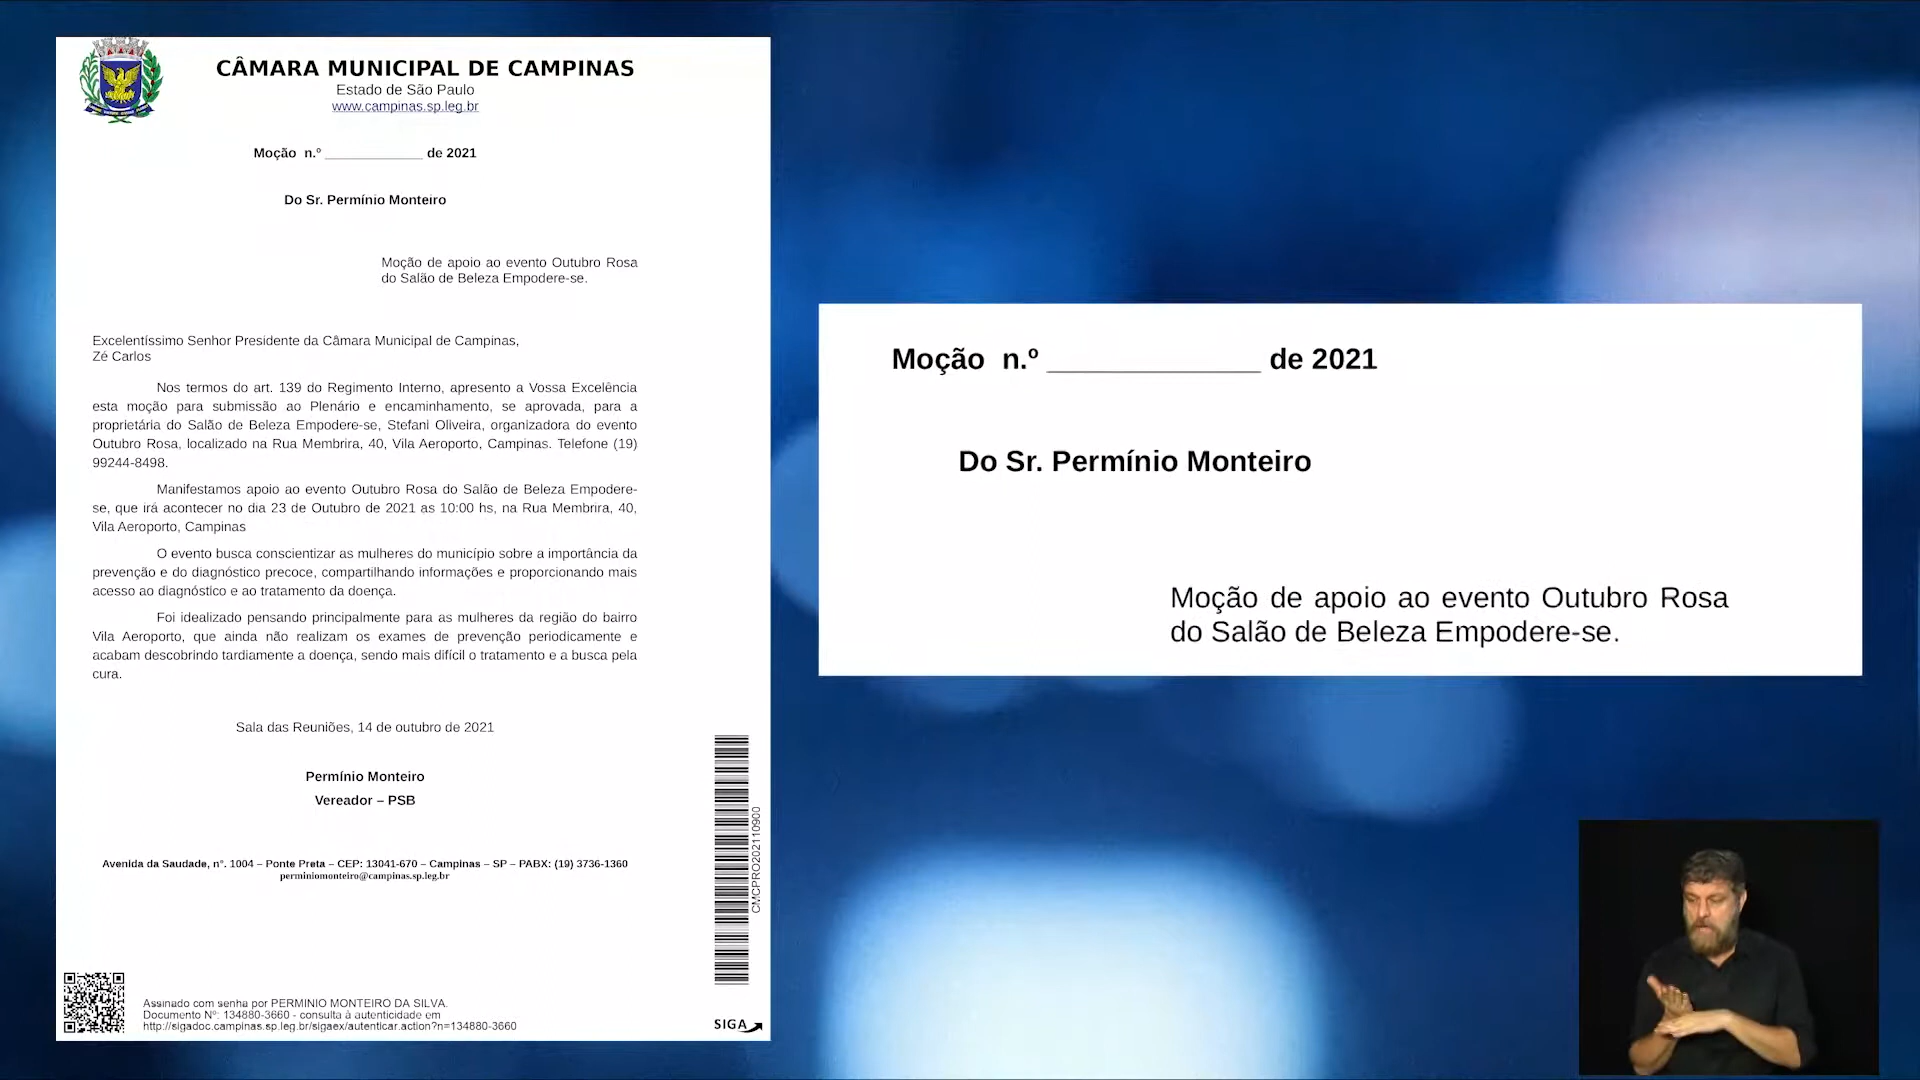 CÂMARA MUNICIPAL DE CAMPINAS
Estado de São Paulo
www.campinas.sp.leg.br
Moção n.º _____________ de 2021
Do Sr. Permínio Monteiro
Moção de apoio ao evento Outubro Rosa
do Salão de Beleza Empodere-se.
Excelentíssimo Senhor Presidente da Câmara Municipal de Campinas,
Zé Carlos
Nos termos do art. 139 do Regimento Interno, apresento a Vossa Excelência
esta moção para submissão ao Plenário e encaminhamento, se aprovada, para a
proprietária do Salão de Beleza Empodere-se, Stefani Oliveira, organizadora do evento
Outubro Rosa, localizado na Rua Membrira, 40, Vila Aeroporto, Campinas. Telefone (19)
99244-8498.
Manifestamos apoio ao evento Outubro Rosa do Salão de Beleza Empodere-
se, que irá acontecer no dia 23 de Outubro de 2021 as 10:00 hs, na Rua Membrira, 40,
Vila Aeroporto, Campinas
O evento busca conscientizar as mulheres do município sobre a importância da
prevenção e do diagnóstico precoce, compartilhando informações e proporcionando mais
acesso ao diagnóstico e ao tratamento da doença.
Foi idealizado pensando principalmente para as mulheres da região do bairro
Vila Aeroporto, que ainda não realizam os exames de prevenção periodicamente e
acabam descobrindo tardiamente a doença, sendo mais difícil o tratamento e a busca pela
cura.
Sala das Reuniões, 14 de outubro de 2021
Permínio Monteiro
Vereador – PSB
Avenida da Saudade, n°. 1004 – Ponte Preta – CEP: 13041-670 – Campinas – SP – PABX: (19) 3736-1360
perminiomonteiro@campinas.sp.leg.br
CMCPRO202110900
Assinado com senha por PERMINIO MONTEIRO DA SILVA.
Documento Nº: 134880-3660 - consulta à autenticidade em
http://sigadoc.campinas.sp.leg.br/sigaex/autenticar.action?n=134880-3660
SIGA
Moção n.º _____________ de 2021
Do Sr. Permínio Monteiro
Moção de apoio ao evento Outubro Rosa
do Salão de Beleza Empodere-se.